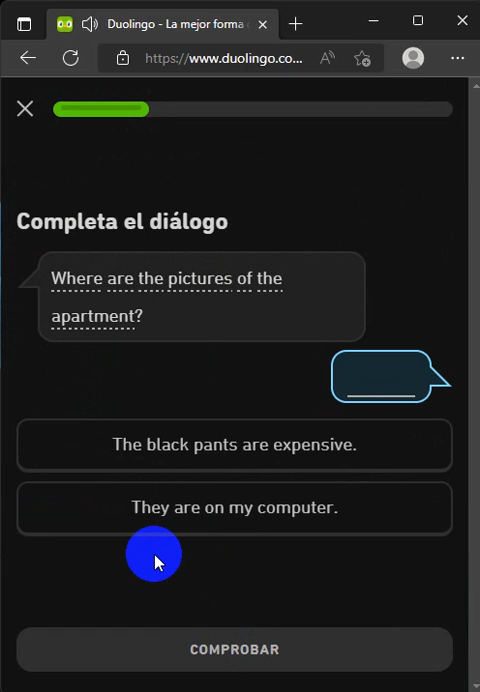 Duolingo - La mejor forma
https://www.duolingo.co...
Completa el diálogo
Where are the pictures of the
apartment?
The black pants are expensive.
They are on my computer.
COMPROBAR